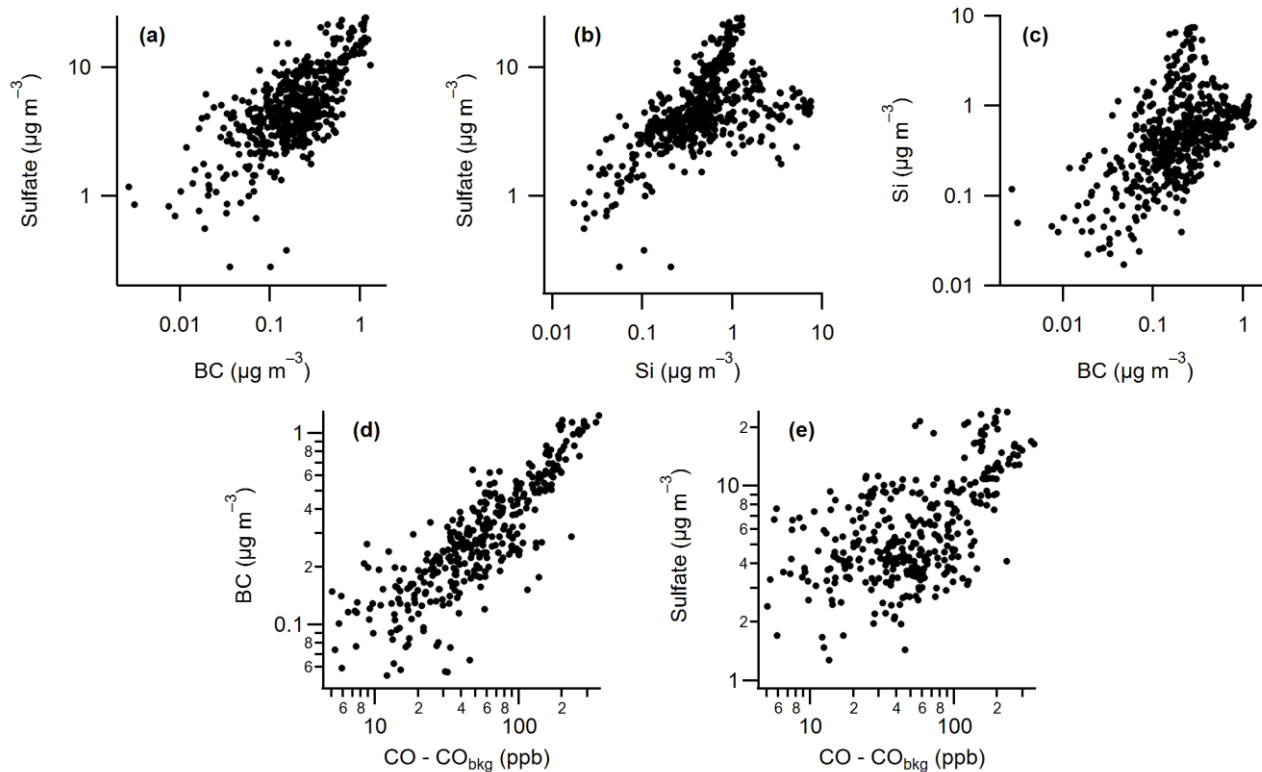 (a)
Sulfate (µg m⁻³)
10
1
0.01 0.1 1
BC (µg m⁻³)
(b)
Sulfate (µg m⁻³)
10
1
0.01 0.1 1 10
Si (µg m⁻³)
(c)
Si (µg m⁻³)
10
1
0.1
0.01
0.01 0.1 1
BC (µg m⁻³)
(d)
BC (µg m⁻³)
1
8
6
4
2
0.1
8
6
6 8 2 4 6 8 2
10 100
CO - CO_bkg (ppb)
(e)
Sulfate (µg m⁻³)
2
10
8
6
4
2
1
6 8 2 4 6 8 2
10 100
CO - CO_bkg (ppb)